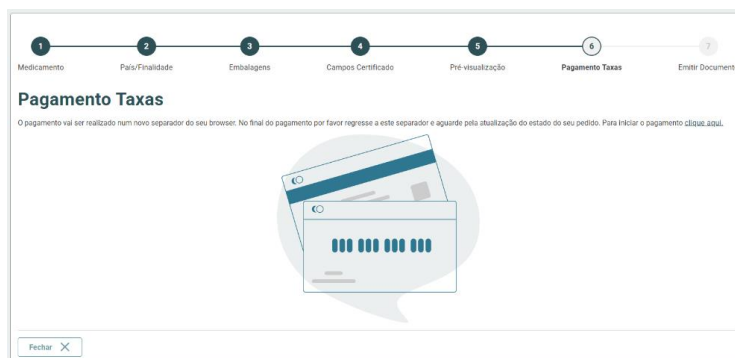 1
2
3
4
5
6
7
Medicamento
País/Finalidade
Embalagens
Campos Certificado
Pré-visualização
Pagamento Taxas
Emitir Document
Pagamento Taxas
O pagamento vai ser realizado num novo separador do seu browser. No final do pagamento por favor regresse a este separador e aguarde pela atualização do estado do seu pedido. Para iniciar o pagamento clique aqui.
Fechar